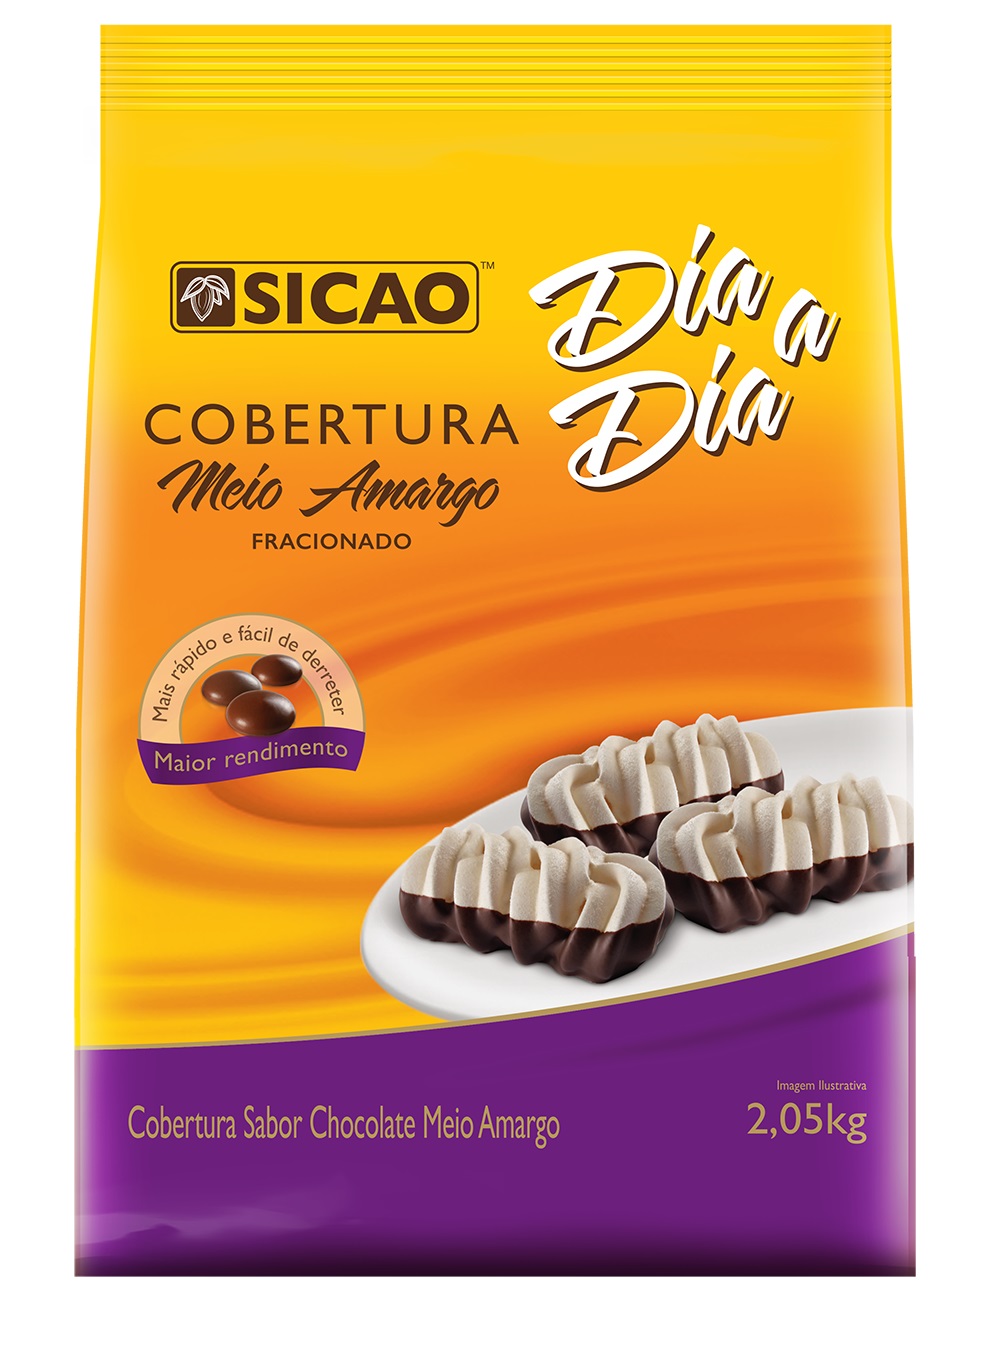 SICAO™
Dia a
Dia
COBERTURA
Meio Amargo
FRACIONADO
Mais rápido e fácil de derreter
Maior rendimento
Imagem Ilustrativa
Cobertura Sabor Chocolate Meio Amargo
2,05kg